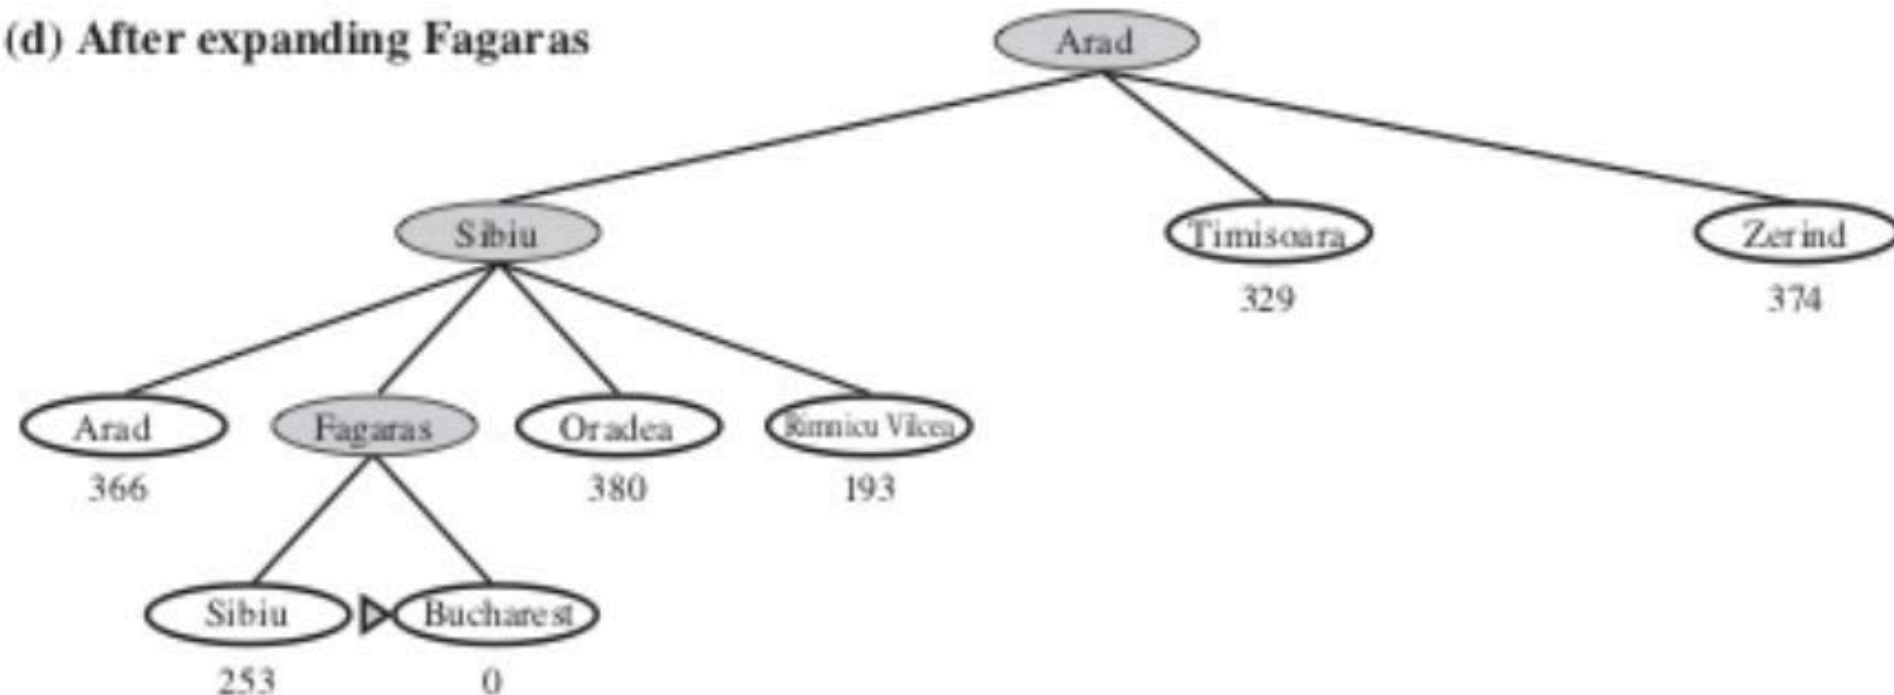 (d) After expanding Fagaras
Arad
Sibiu
Timisoara
Zerind
329
374
Arad
Fagaras
Oradea
Rimnicu Vilcea
366
380
193
Sibiu
Bucharest
253
0